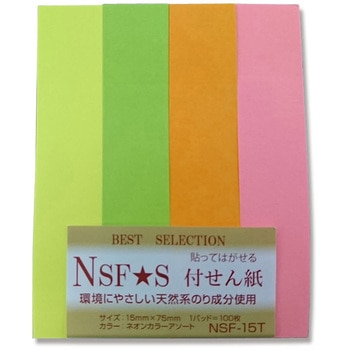 BEST SELECTION
貼ってはがせる
NSF★S 付せん紙
環境にやさしい天然系のり成分使用
サイズ：15mm×75mm 1パッド＝100枚
カラー ネオンカラーアソート NSF-15T